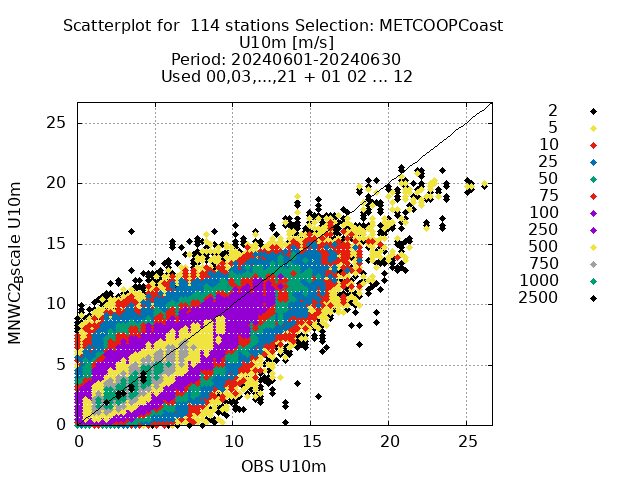 Scatterplot for 114 stations Selection: METCOOPCoast
U10m [m/s]
Period: 20240601-20240630
Used 00,03,...,21 + 01 02 ... 12
25
20
15
10
5
0
0 5 10 15 20 25
OBS U10m
MNWC2.5scale U10m
2
5
10
25
50
75
100
250
500
750
1000
2500